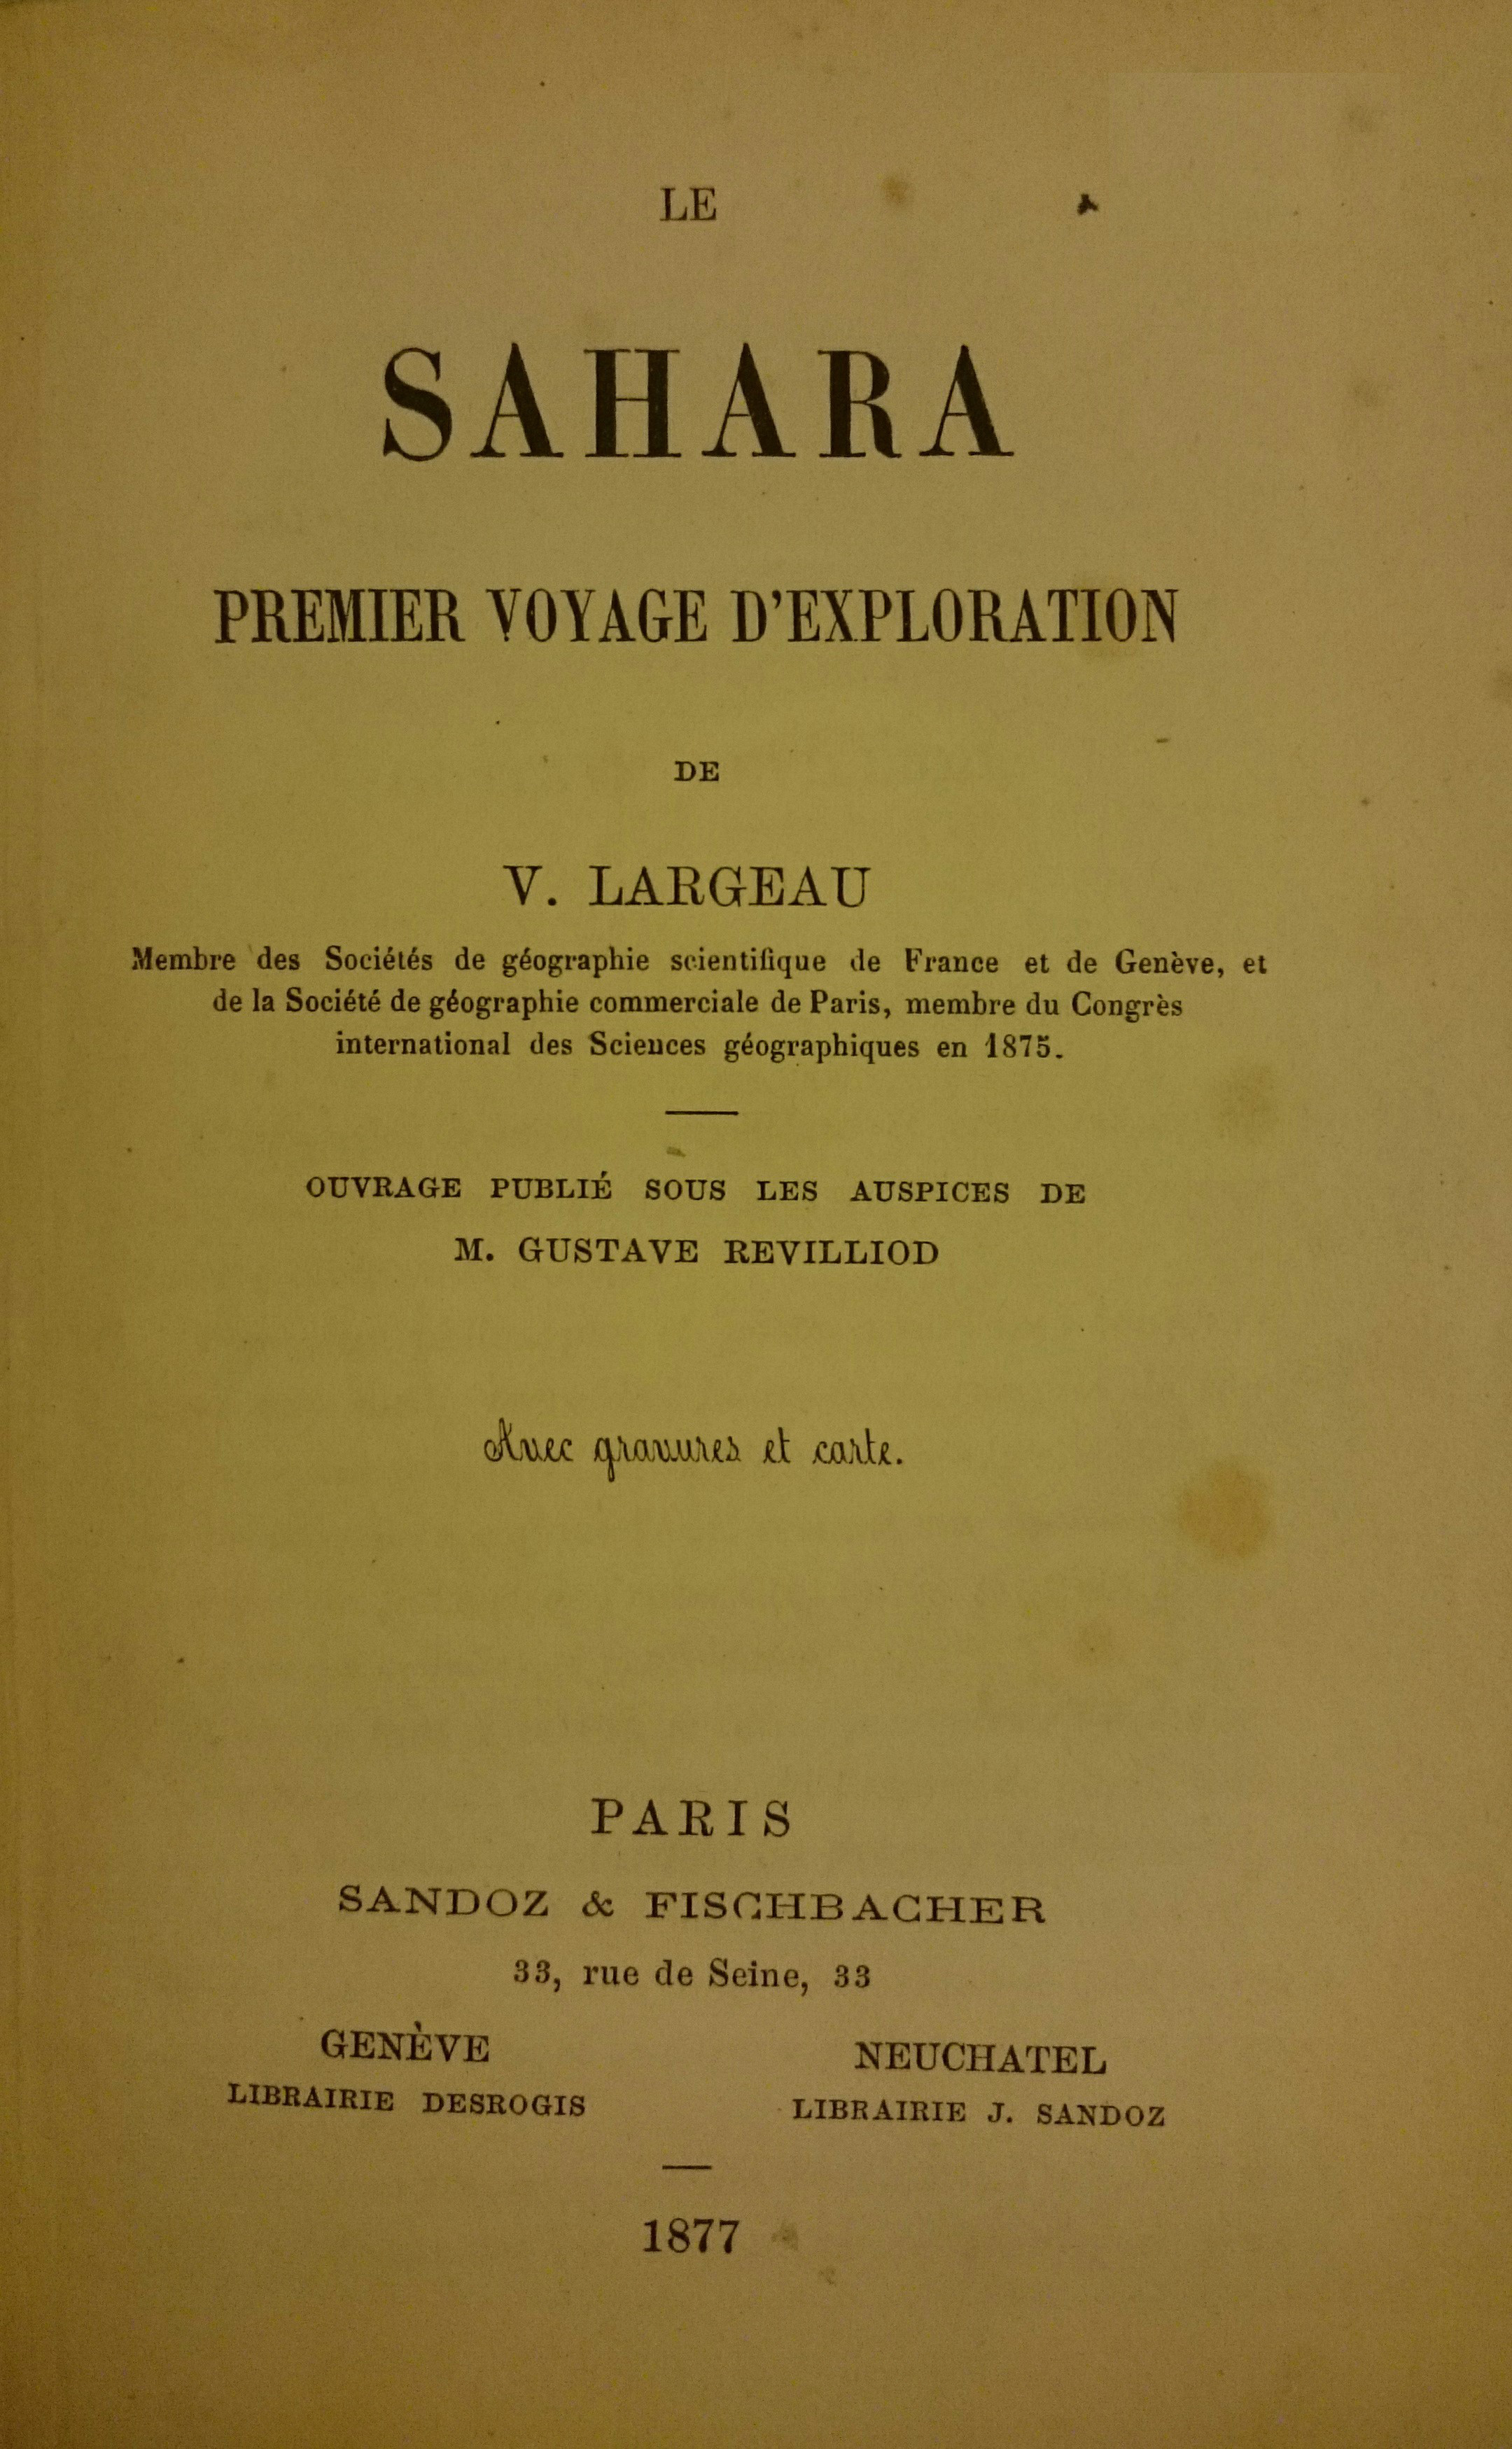 LE
SAHARA
PREMIER VOYAGE D'EXPLORATION
DE
V. LARGEAU
Membre des Sociétés de géographie scientifique de France et de Genève, et
de la Société de géographie commerciale de Paris, membre du Congrès
international des Sciences géographiques en 1875.
OUVRAGE PUBLIÉ SOUS LES AUSPICES DE
M. GUSTAVE REVILLIOD
Avec gravures et carte.
PARIS
SANDOZ & FISCHBACHER
33, rue de Seine, 33
GENÈVE
LIBRAIRIE DESROGIS
NEUCHATEL
LIBRAIRIE J. SANDOZ
1877